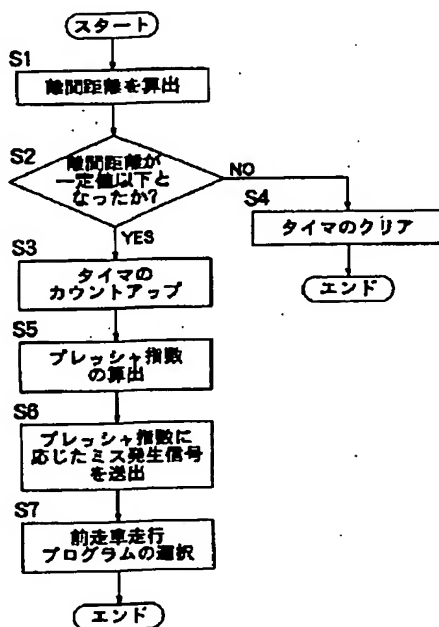 スタート
S1
離間距離を算出
S2
離間距離が
一定値以下と
なったか?
NO
S4
YES
タイマのクリア
S3
タイマの
カウントアップ
エンド
S5
プレッシャ指数
の算出
S6
プレッシャ指数に
応じたミス発生信号
を送出
S7
前走車走行
プログラムの選択
エンド